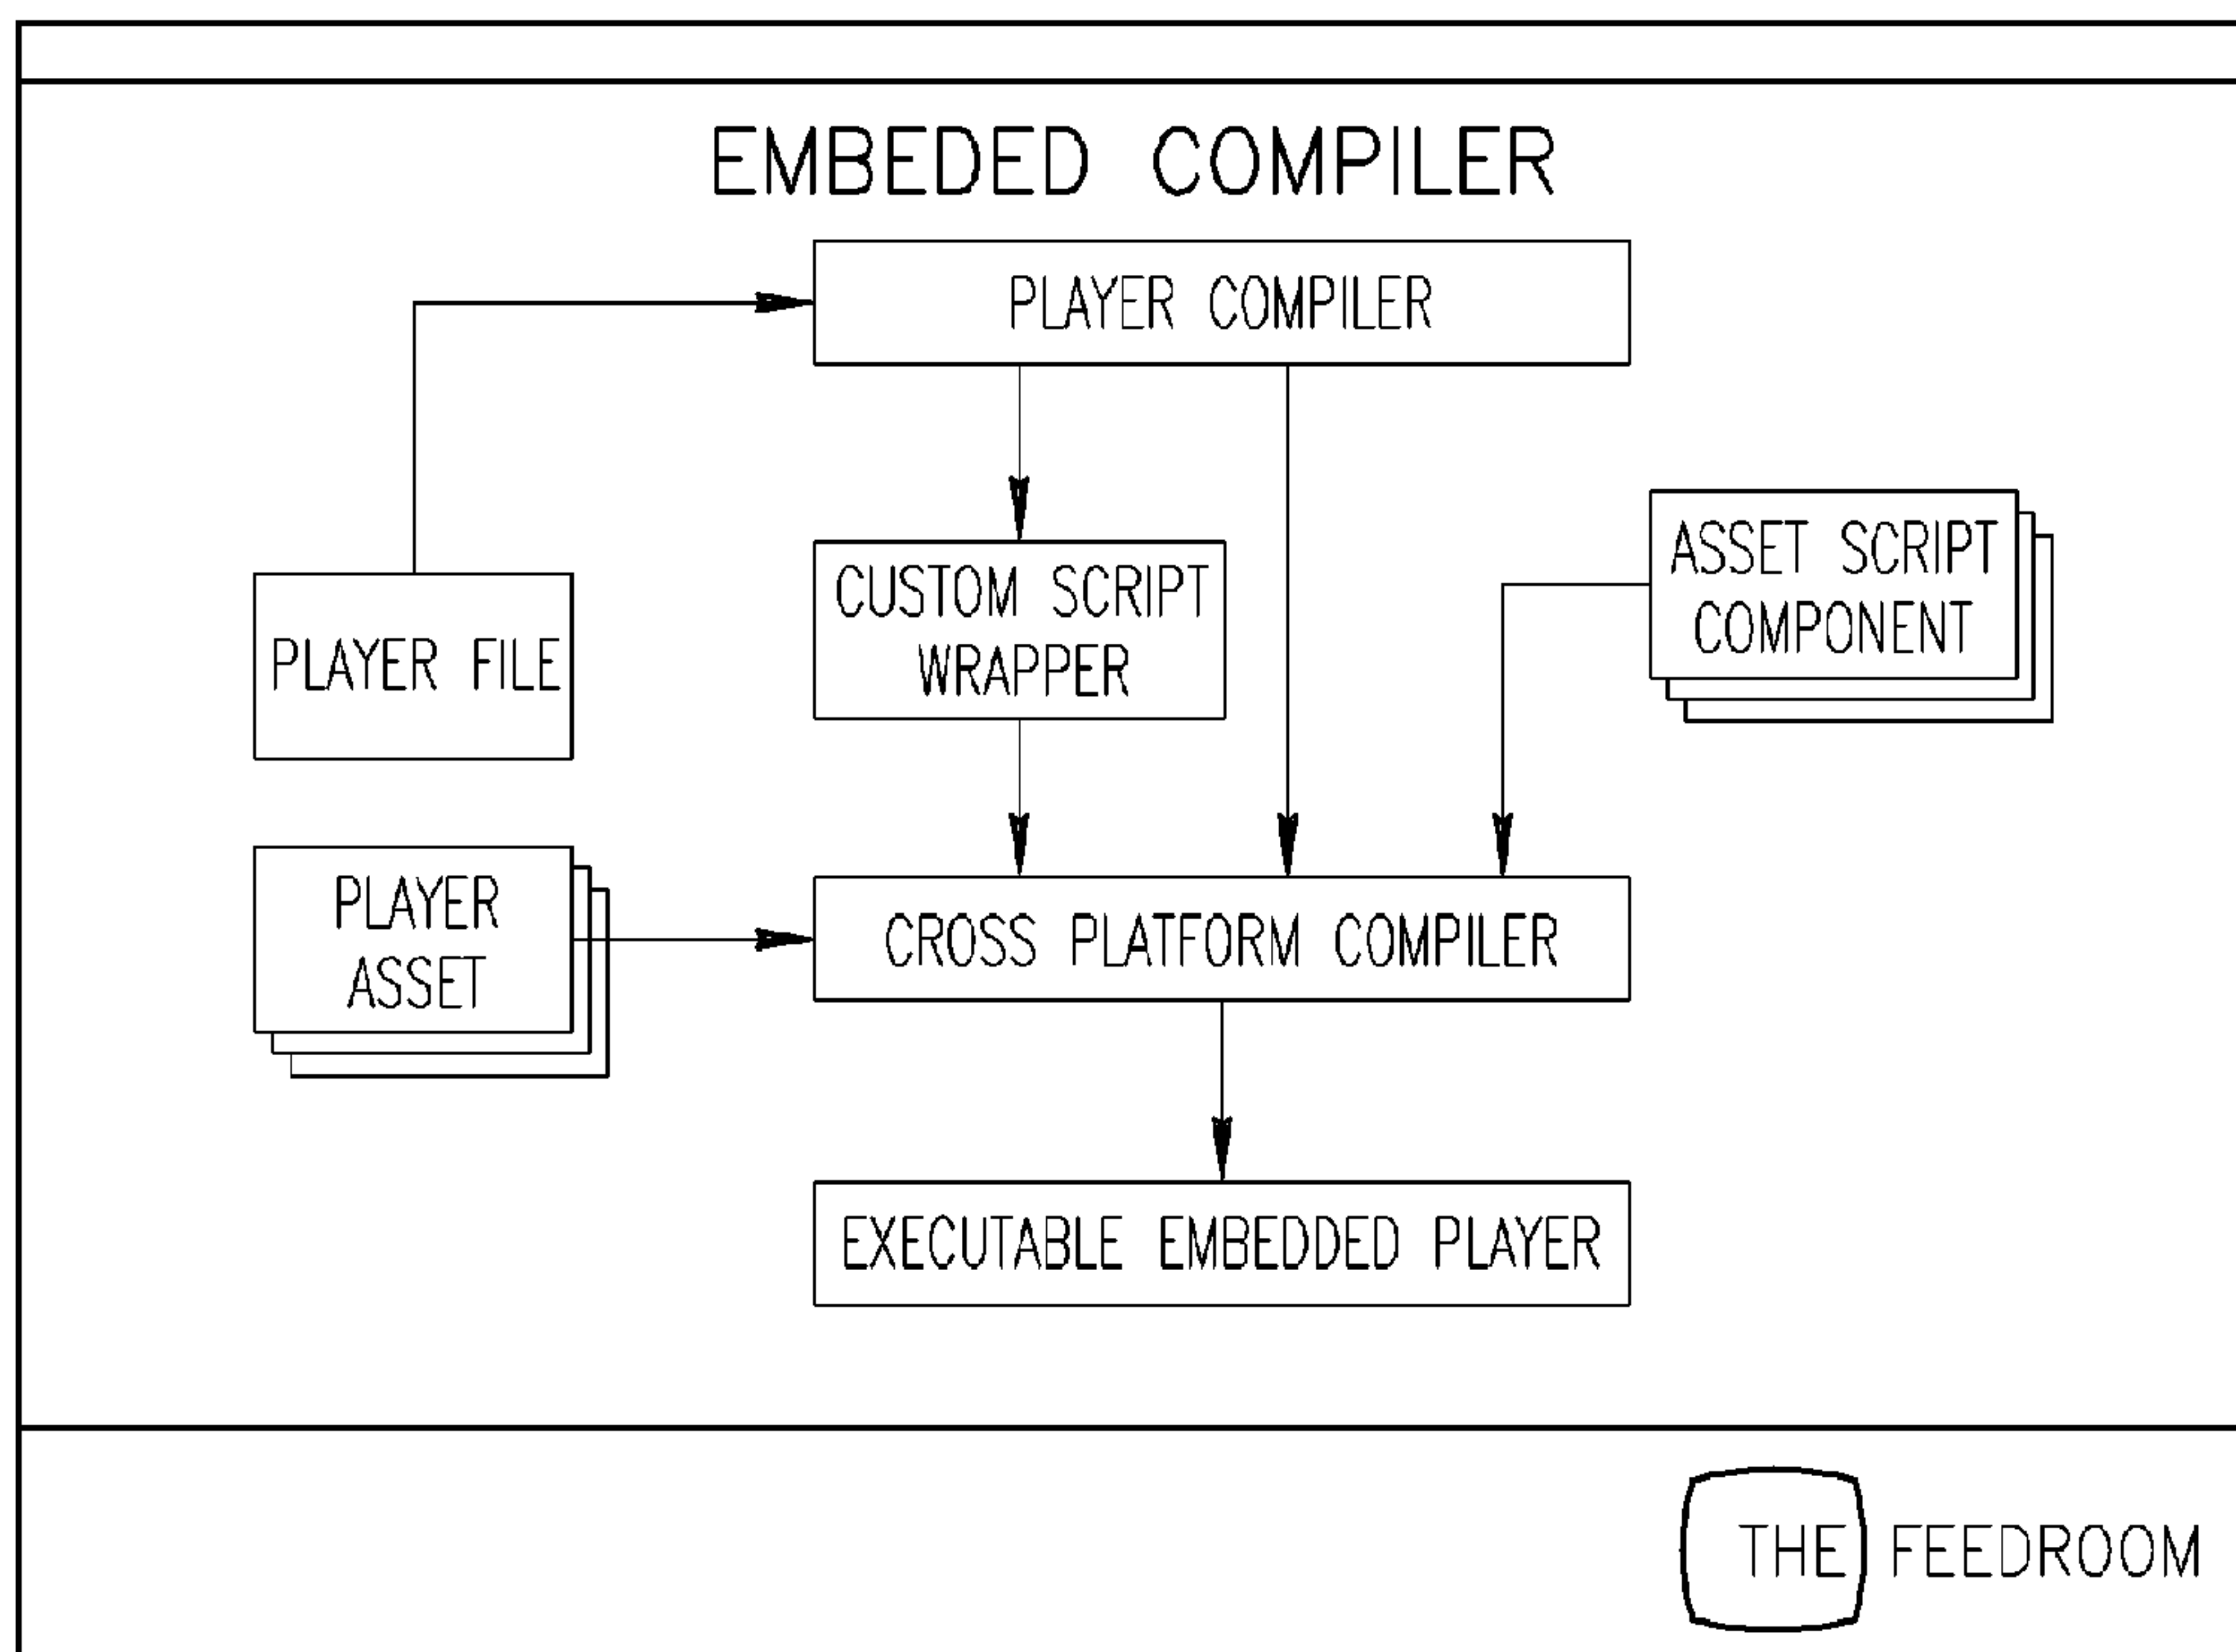 EMBEDED COMPILER
PLAYER COMPILER
PLAYER FILE
CUSTOM SCRIPT
WRAPPER
ASSET SCRIPT
COMPONENT
PLAYER
ASSET
CROSS PLATFORM COMPILER
EXECUTABLE EMBEDDED PLAYER
THE FEEDROOM